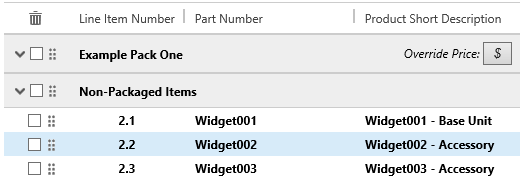 Line Item Number Part Number Product Short Description
Example Pack One Override Price: $
Non-Packaged Items
2.1 Widget001 Widget001 - Base Unit
2.2 Widget002 Widget002 - Accessory
2.3 Widget003 Widget003 - Accessory